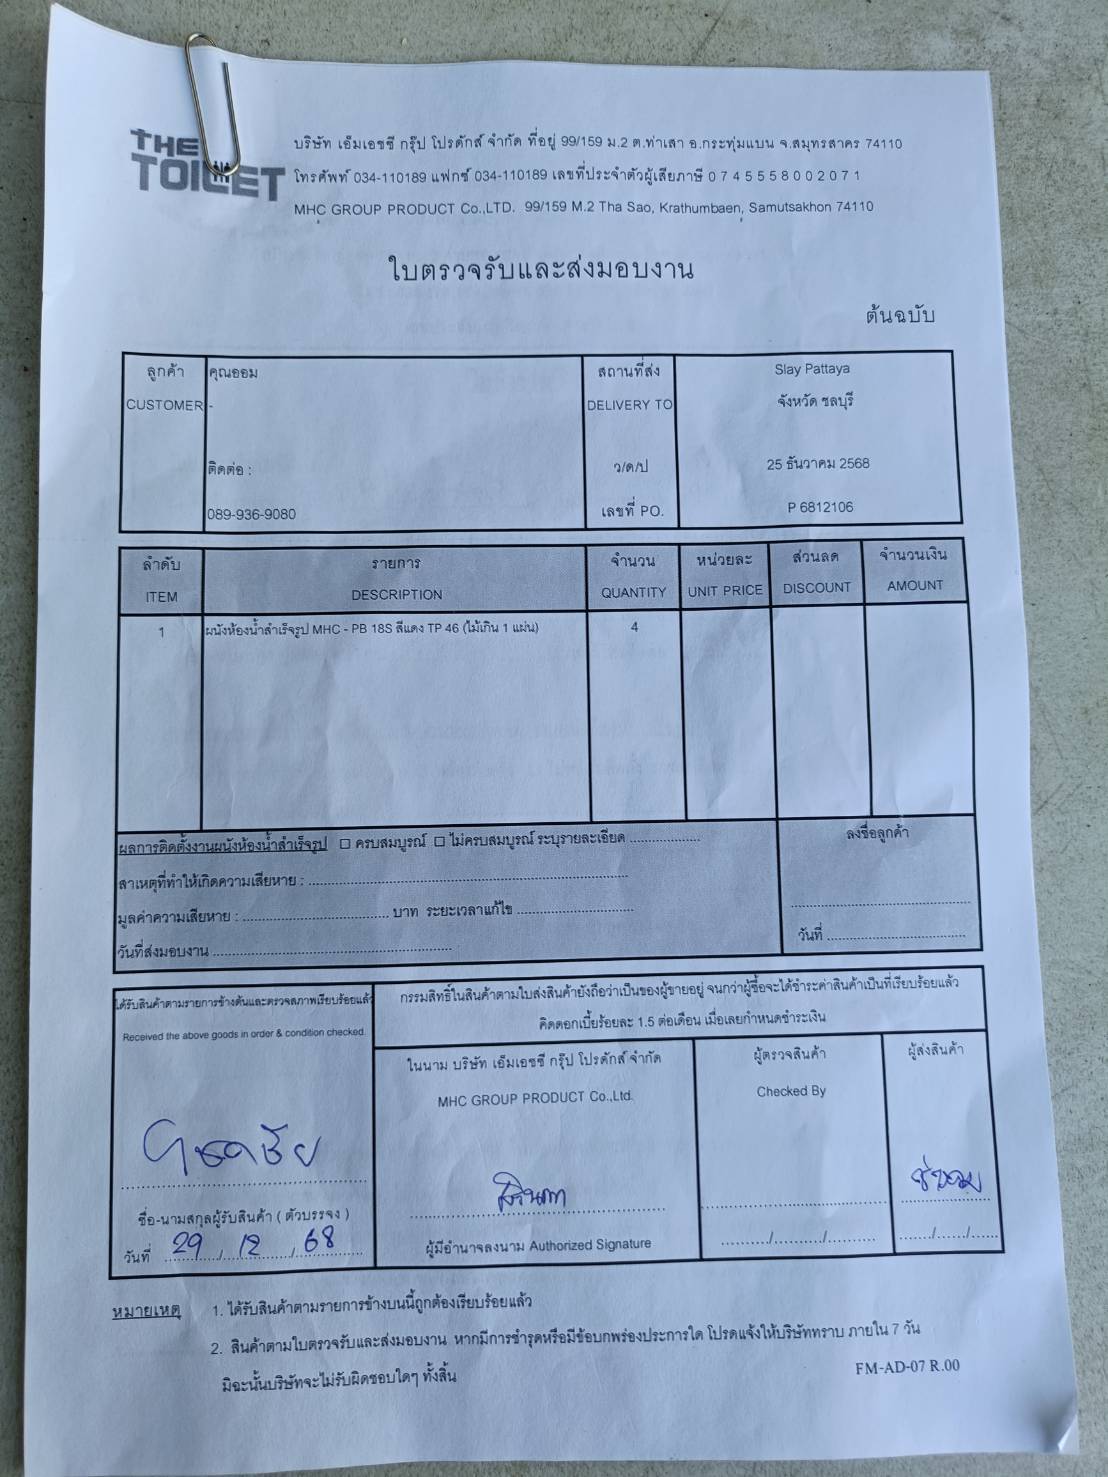 THE
TOILET
บริษัท เอ็มเอชซี กรุ๊ป โปรดักส์ จำกัด ที่อยู่ 99/159 ม.2 ต.ท่าเสา อ.กระทุ่มแบน จ.สมุทรสาคร 74110
โทรศัพท์ 034-110189 แฟกซ์ 034-110189 เลขที่ประจำตัวผู้เสียภาษี 0 7 4 5 5 5 8 0 0 2 0 7 1
MHC GROUP PRODUCT Co.,LTD. 99/159 M.2 Tha Sao, Krathumbaen, Samutsakhon 74110
ใบตรวจรับและส่งมอบงาน
ต้นฉบับ
ลูกค้า คุณออม สถานที่ส่ง Slay Pattaya
CUSTOMER - DELIVERY TO จังหวัด ชลบุรี
ติดต่อ : ว/ด/ป 25 ธันวาคม 2568
089-936-9080 เลขที่ PO. P 6812106
ลำดับ รายการ จำนวน หน่วยละ ส่วนลด จำนวนเงิน
ITEM DESCRIPTION QUANTITY UNIT PRICE DISCOUNT AMOUNT
1 ผนังห้องน้ำสำเร็จรูป MHC - PB 18S สีแดง TP 46 (ไม้เกิน 1 แผ่น) 4
ผลการติดตั้งงานผนังห้องน้ำสำเร็จรูป ☐ ครบสมบูรณ์ ☐ ไม่ครบสมบูรณ์ ระบุรายละเอียด .................... ลงชื่อลูกค้า
สาเหตุที่ทำให้เกิดความเสียหาย : ....................
มูลค่าความเสียหาย : .................... บาท ระยะเวลาแก้ไข ....................
วันที่ส่งมอบงาน .................... วันที่ ....................
ได้รับสินค้าตามรายการข้างต้นและตรวจสภาพเรียบร้อยแล้ว
Received the above goods in order & condition checked.
กรรมสิทธิ์ในสินค้าตามใบส่งสินค้ายังถือว่าเป็นของผู้ขายอยู่ จนกว่าผู้ซื้อจะได้ชำระค่าสินค้าเป็นที่เรียบร้อยแล้ว
คิดดอกเบี้ยร้อยละ 1.5 ต่อเดือน เมื่อเลยกำหนดชำระเงิน
ในนาม บริษัท เอ็มเอชซี กรุ๊ป โปรดักส์ จำกัด ผู้ตรวจสินค้า ผู้ส่งสินค้า
MHC GROUP PRODUCT Co.,Ltd. Checked By
ชื่อ-นามสกุลผู้รับสินค้า ( ตัวบรรจง )
วันที่ 29 / 12 / 68
ผู้มีอำนาจลงนาม Authorized Signature ........../........../.......... ......./....../......
หมายเหตุ 1. ได้รับสินค้าตามรายการข้างบนนี้ถูกต้องเรียบร้อยแล้ว
2. สินค้าตามใบตรวจรับและส่งมอบงาน หากมีการชำรุดหรือมีข้อบกพร่องประการใด โปรดแจ้งให้บริษัททราบ ภายใน 7 วัน
มิฉะนั้นบริษัทจะไม่รับผิดชอบใดๆ ทั้งสิ้น
FM-AD-07 R.00